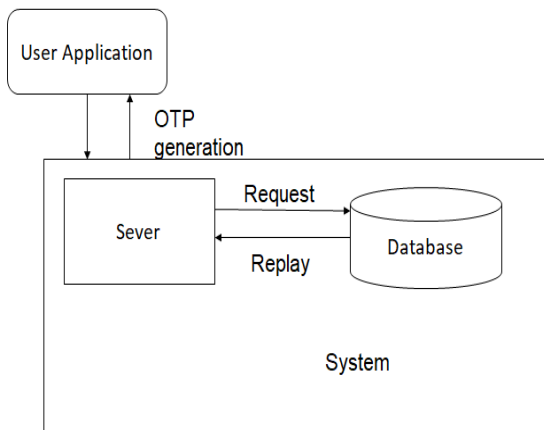 User Application
OTP
generation
Request
Sever
Database
Replay
System